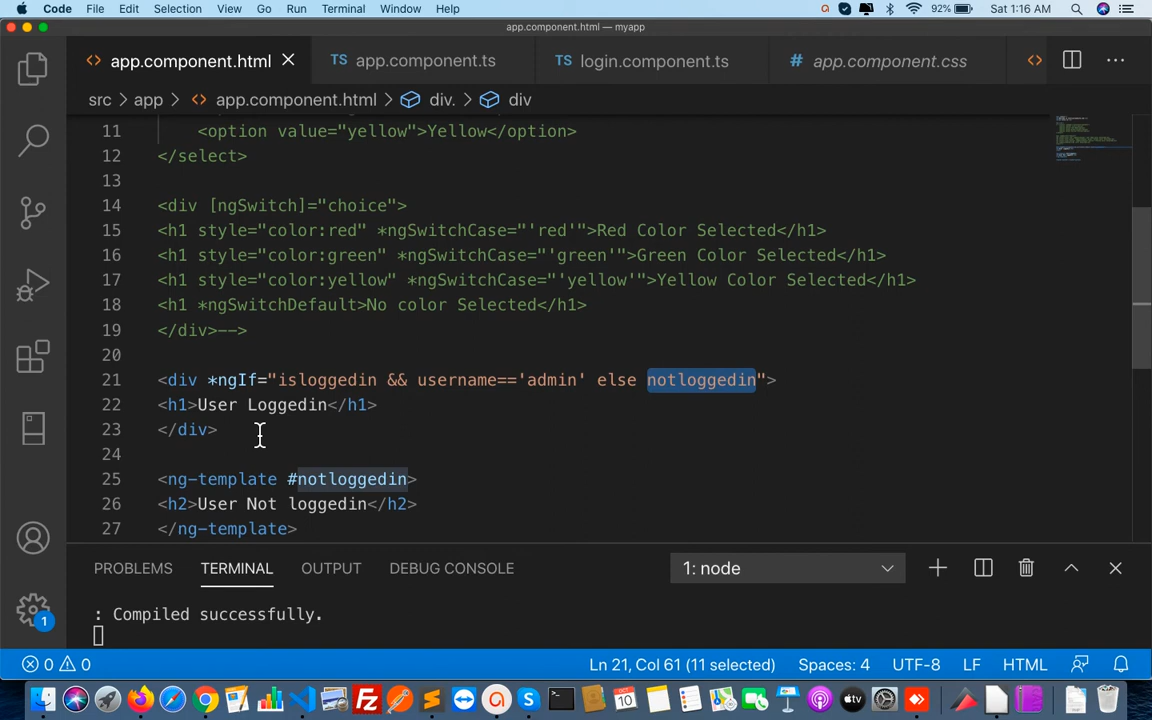 Code File Edit Selection View Go Run Terminal Window Help 92% Sat 1:16 AM
app.component.html — myapp
app.component.html TS app.component.ts TS login.component.ts # app.component.css
src > app > app.component.html > div. > div
11 <option value="yellow">Yellow</option>
12 </select>
13
14 <div [ngSwitch]="choice">
15 <h1 style="color:red" *ngSwitchCase="'red'">Red Color Selected</h1>
16 <h1 style="color:green" *ngSwitchCase="'green'">Green Color Selected</h1>
17 <h1 style="color:yellow" *ngSwitchCase="'yellow'">Yellow Color Selected</h1>
18 <h1 *ngSwitchDefault>No color Selected</h1>
19 </div>-->
20
21 <div *ngIf="isloggedin && username=='admin' else notloggedin">
22 <h1>User Loggedin</h1>
23 </div>
24
25 <ng-template #notloggedin>
26 <h2>User Not loggedin</h2>
27 </ng-template>
PROBLEMS TERMINAL OUTPUT DEBUG CONSOLE 1: node
: Compiled successfully.
1
0 0 Ln 21, Col 61 (11 selected) Spaces: 4 UTF-8 LF HTML